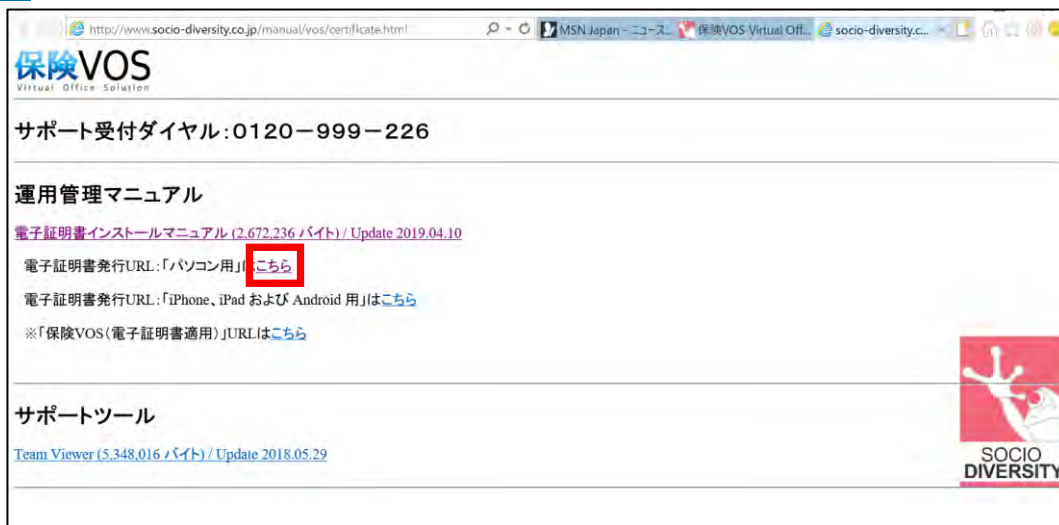 http://www.socio-diversity.co.jp/manual/vos/certificate.html
MSN Japan - ニュース...
保険VOS Virtual Off...
socio-diversity.c...
保険VOS
Virtual Office Solution
サポート受付ダイヤル：0120－999－226
運用管理マニュアル
電子証明書インストールマニュアル (2,672,236 バイト) / Update 2019.04.10
電子証明書発行URL：「パソコン用」はこちら
電子証明書発行URL：「iPhone、iPad および Android 用」はこちら
※「保険VOS（電子証明書適用）」URLはこちら
サポートツール
Team Viewer (5,348,016 バイト) / Update 2018.05.29
SOCIO
DIVERSITY